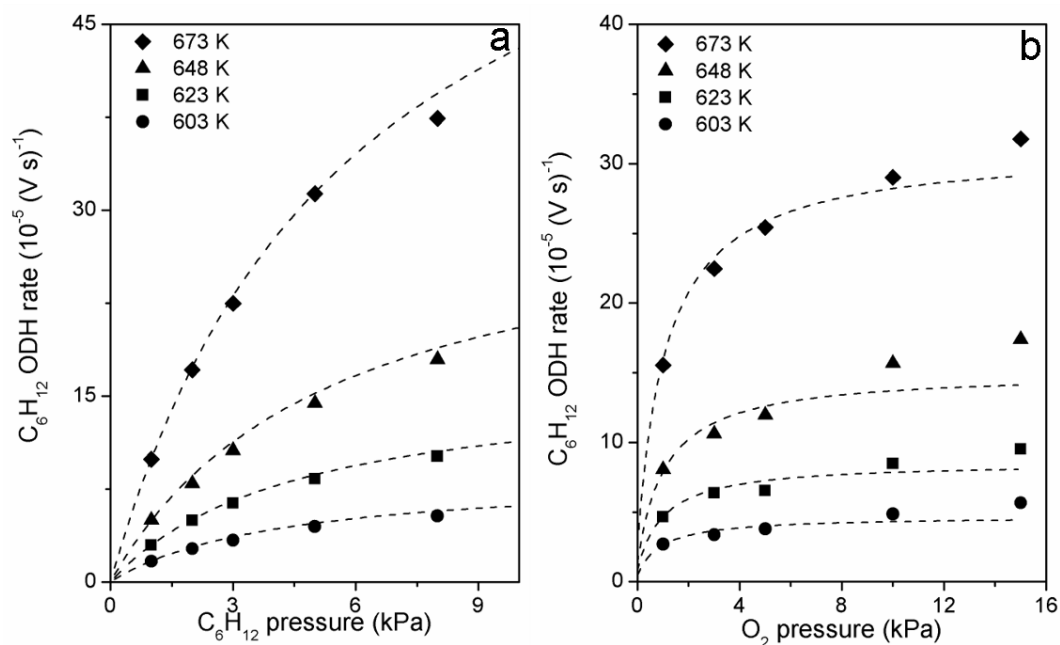 a
◆ 673 K
▲ 648 K
■ 623 K
● 603 K
45
30
15
0
C₆H₁₂ ODH rate (10⁻⁵ (V s)⁻¹)
0 3 6 9
C₆H₁₂ pressure (kPa)
b
◆ 673 K
▲ 648 K
■ 623 K
● 603 K
40
30
20
10
0
C₆H₁₂ ODH rate (10⁻⁵ (V s)⁻¹)
0 4 8 12 16
O₂ pressure (kPa)